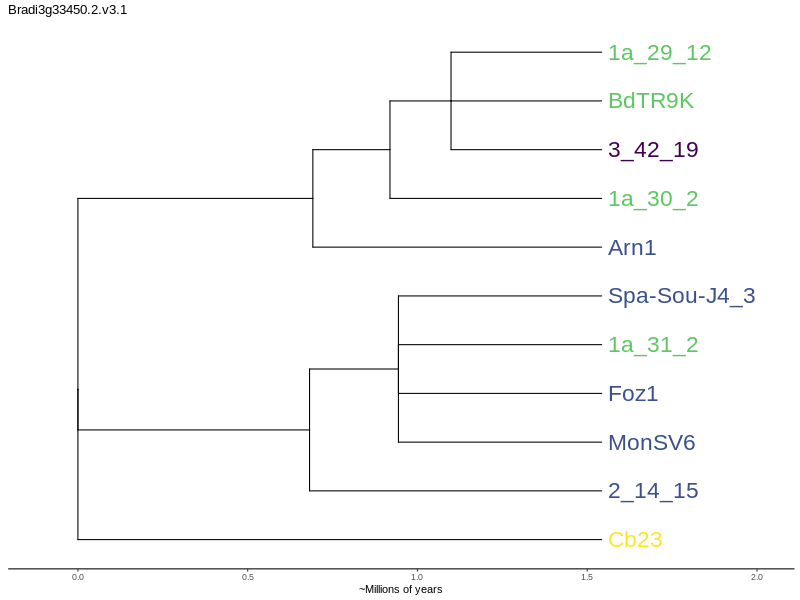 Bradi3g33450.2.v3.1
1a_29_12
BdTR9K
3_42_19
1a_30_2
Arn1
Spa-Sou-J4_3
1a_31_2
Foz1
MonSV6
2_14_15
Cb23
0.0 0.5 1.0 1.5 2.0
~Millions of years